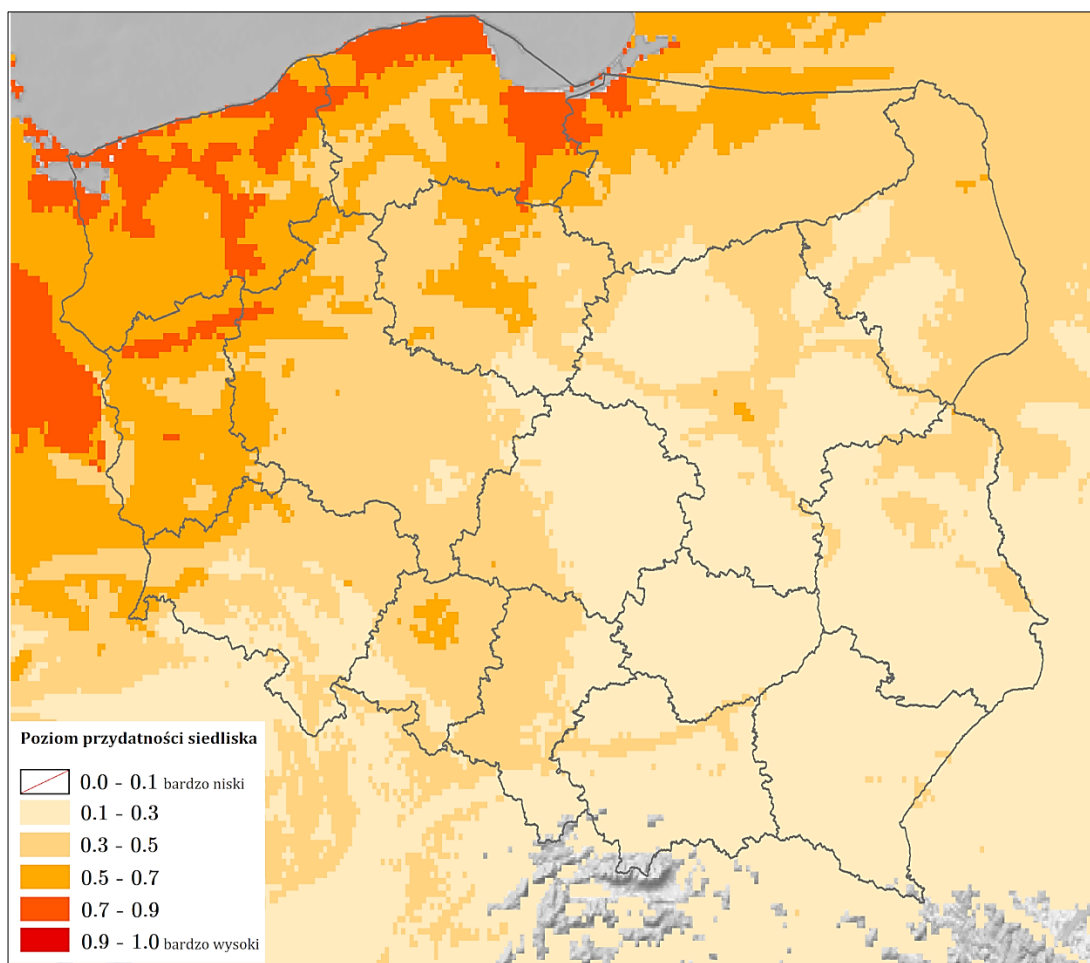 Poziom przydatności siedliska
0.0 - 0.1 bardzo niski
0.1 - 0.3
0.3 - 0.5
0.5 - 0.7
0.7 - 0.9
0.9 - 1.0 bardzo wysoki